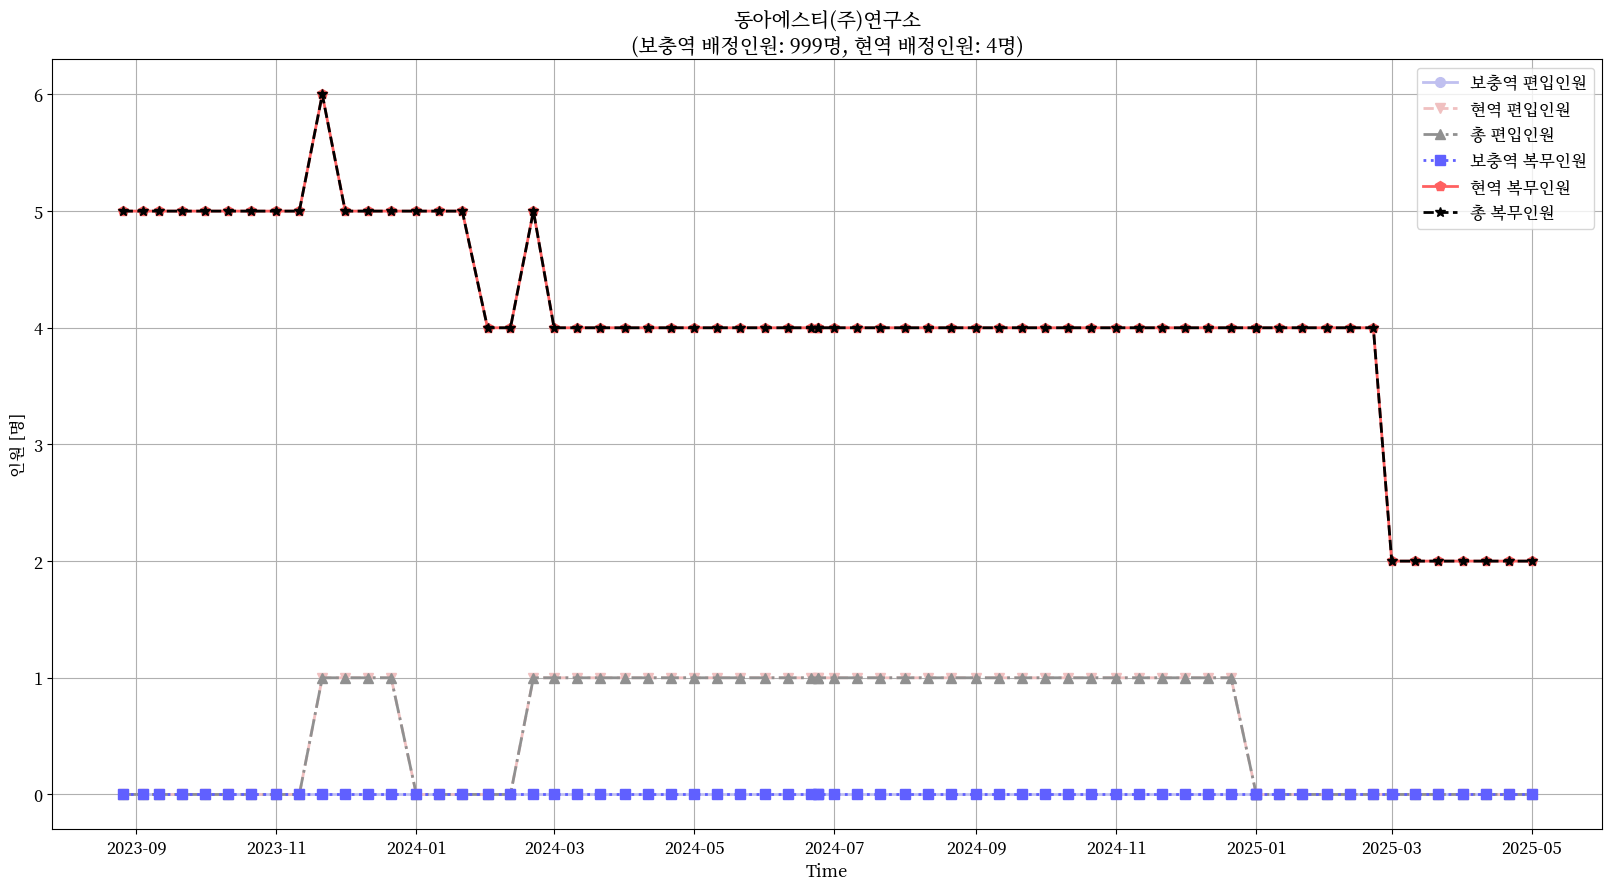 동아에스티(주)연구소
(보충역 배정인원: 999명, 현역 배정인원: 4명)
보충역 편입인원
현역 편입인원
총 편입인원
보충역 복무인원
현역 복무인원
총 복무인원
인원 [명]
6
5
4
3
2
1
0
2023-09
2023-11
2024-01
2024-03
2024-05
2024-07
2024-09
2024-11
2025-01
2025-03
2025-05
Time